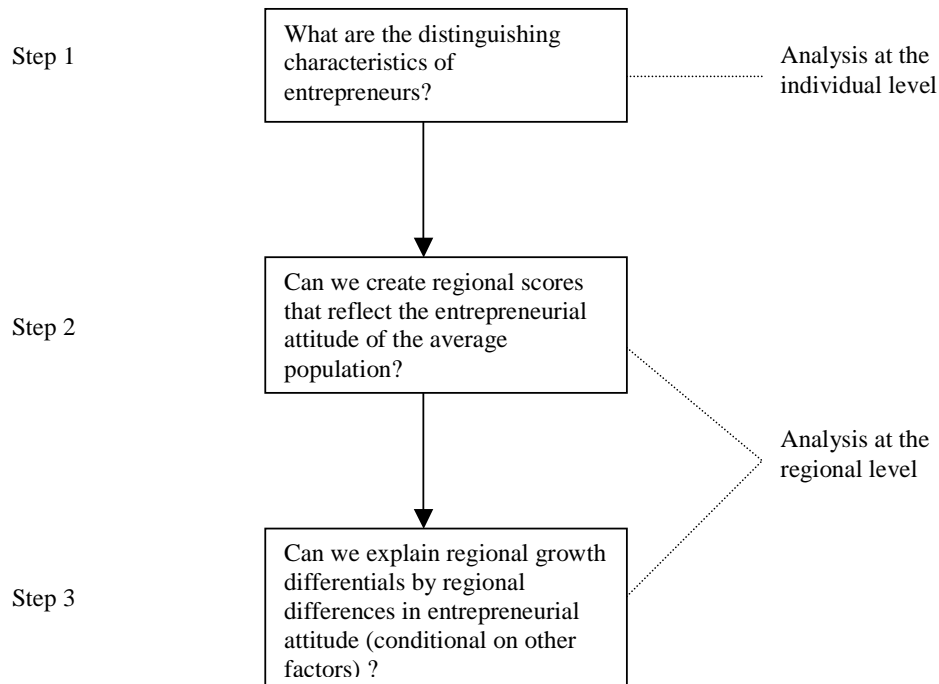 Step 1
What are the distinguishing
characteristics of
entrepreneurs?
Analysis at the
individual level
Step 2
Can we create regional scores
that reflect the entrepreneurial
attitude of the average
population?
Analysis at the
regional level
Step 3
Can we explain regional growth
differentials by regional
differences in entrepreneurial
attitude (conditional on other
factors) ?